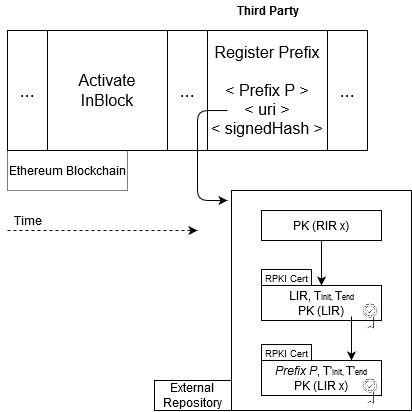 Third Party
...
Activate
InBlock
...
Register Prefix
< Prefix P >
< uri >
< signedHash >
...
Ethereum Blockchain
Time
PK (RIR x)
RPKI Cert
LIR, Tinit, Tend
PK (LIR)
RPKI Cert
Prefix P, T'init, T'end
PK (LIR x)
External
Repository